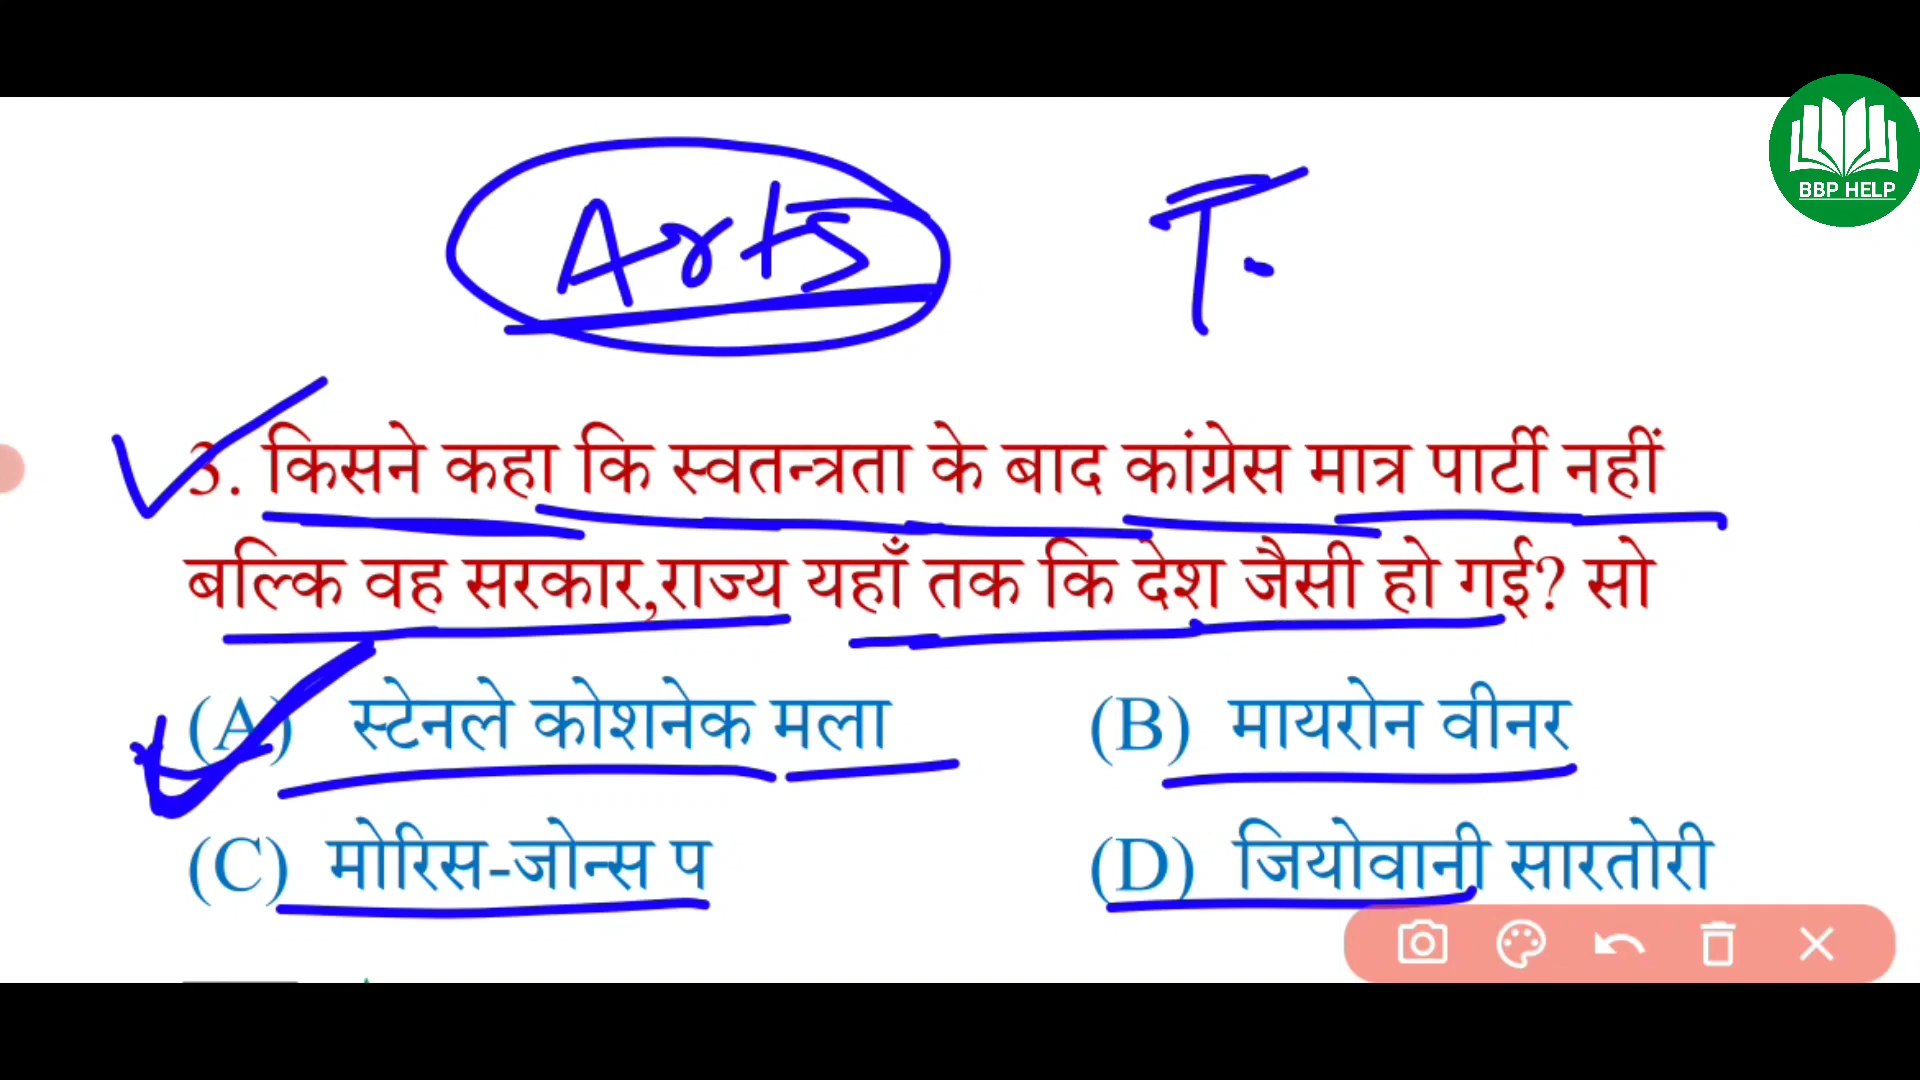 BBP HELP
Arts T.
3. किसने कहा कि स्वतन्त्रता के बाद कांग्रेस मात्र पार्टी नहीं
बल्कि वह सरकार,राज्य यहाँ तक कि देश जैसी हो गई? सो
(A) स्टेनले कोशनेक मला (B) मायरोन वीनर
(C) मोरिस-जोन्स प (D) जियोवानी सारतोरी